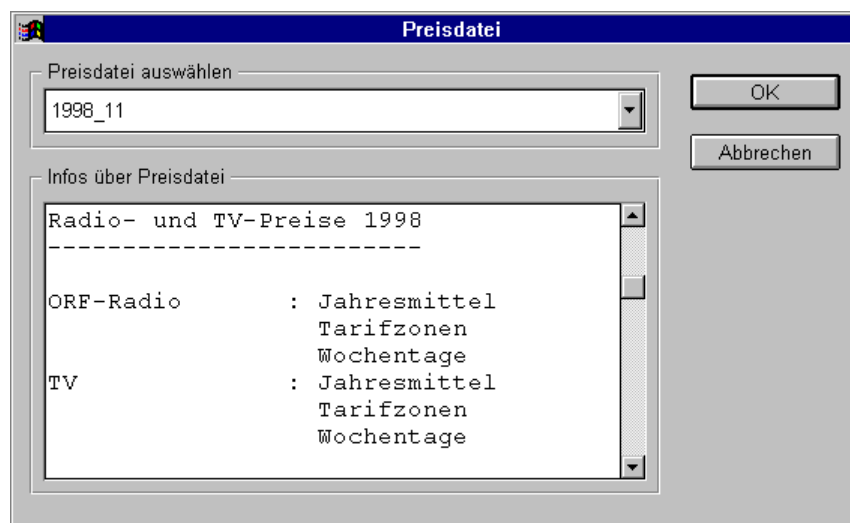 Preisdatei
Preisdatei auswählen
1998_11
OK
Abbrechen
Infos über Preisdatei
Radio- und TV-Preise 1998
-------------------------
ORF-Radio : Jahresmittel
Tarifzonen
Wochentage
TV : Jahresmittel
Tarifzonen
Wochentage